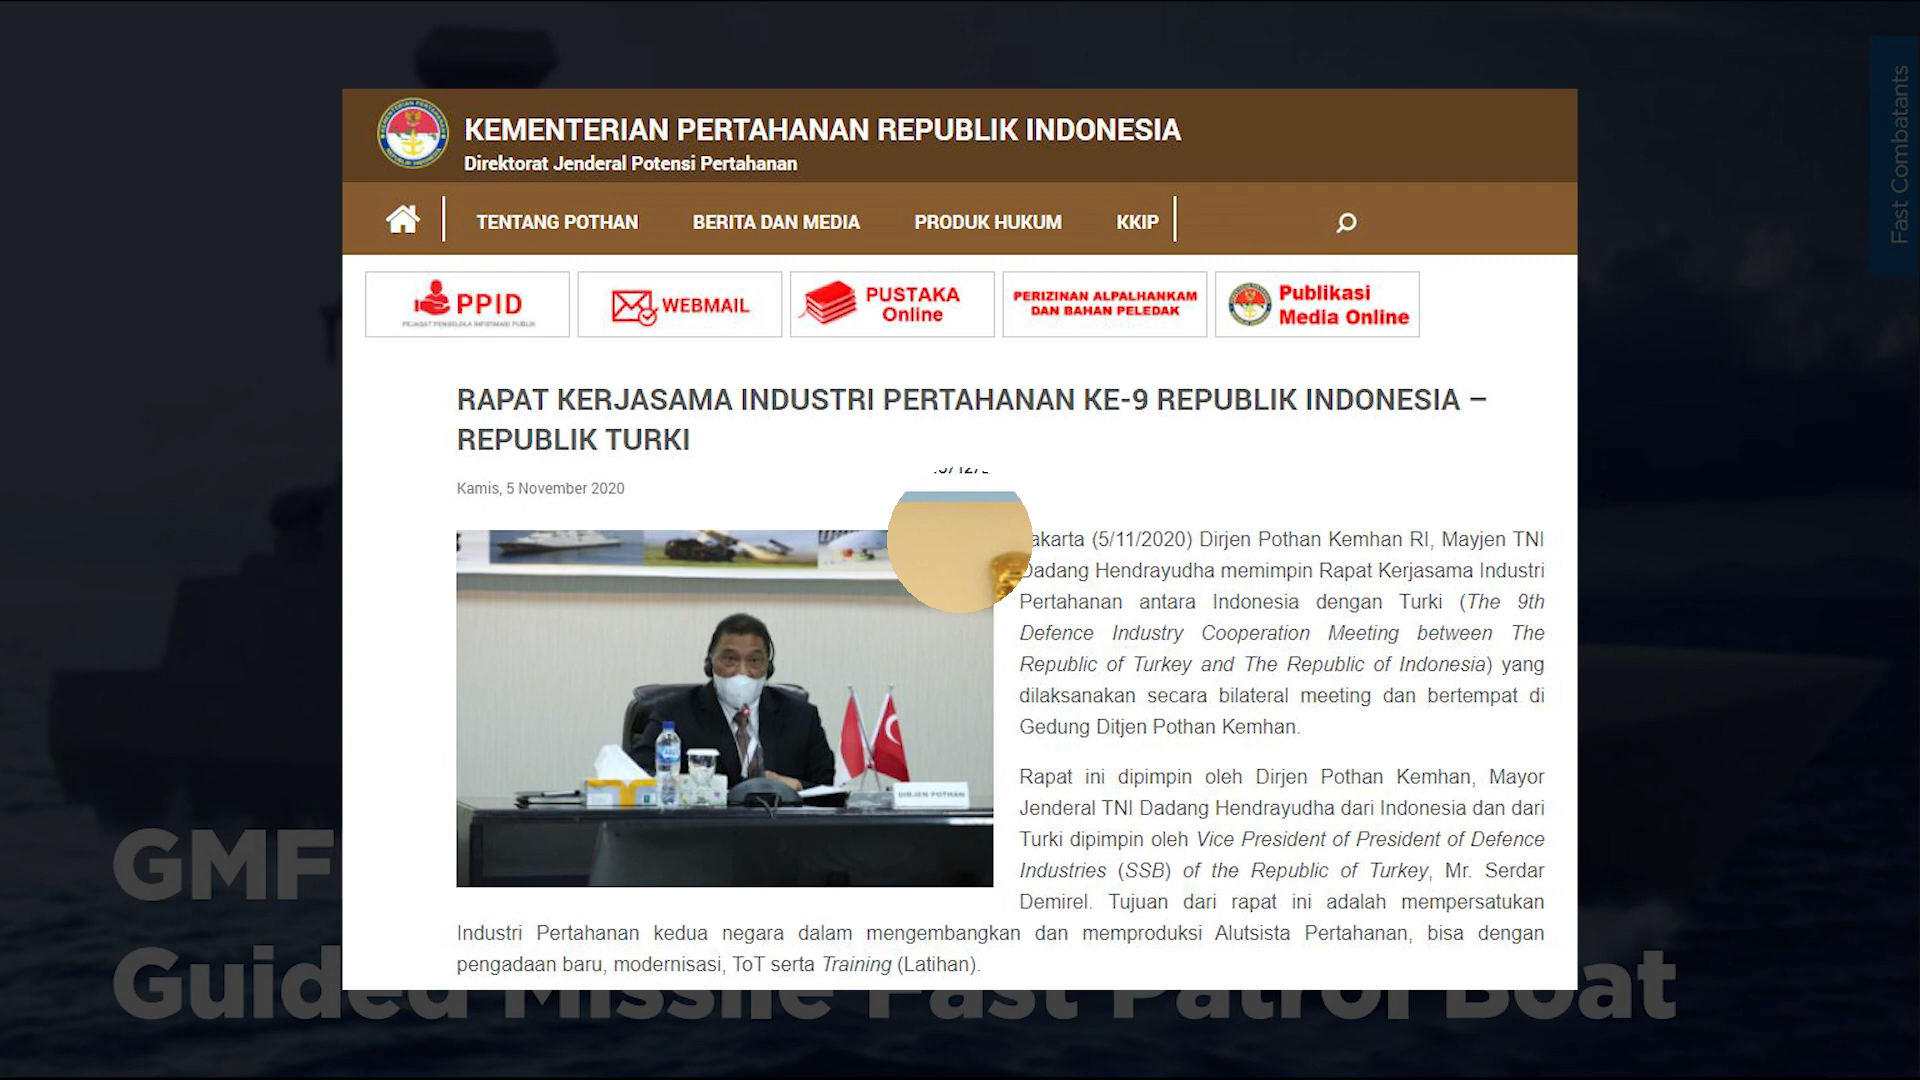 Fast Combatants
KEMENTERIAN PERTAHANAN REPUBLIK INDONESIA
Direktorat Jenderal Potensi Pertahanan
TENTANG POTHAN
BERITA DAN MEDIA
PRODUK HUKUM
KKIP
PPID
PEJABAT PENGELOLA INFORMASI PUBLIK
WEBMAIL
PUSTAKA
Online
PERIZINAN ALPALHANKAM
DAN BAHAN PELEDAK
Publikasi
Media Online
RAPAT KERJASAMA INDUSTRI PERTAHANAN KE-9 REPUBLIK INDONESIA –
REPUBLIK TURKI
Kamis, 5 November 2020
akarta (5/11/2020) Dirjen Pothan Kemhan RI, Mayjen TNI
Dadang Hendrayudha memimpin Rapat Kerjasama Industri
Pertahanan antara Indonesia dengan Turki (The 9th
Defence Industry Cooperation Meeting between The
Republic of Turkey and The Republic of Indonesia) yang
dilaksanakan secara bilateral meeting dan bertempat di
Gedung Ditjen Pothan Kemhan.
Rapat ini dipimpin oleh Dirjen Pothan Kemhan, Mayor
Jenderal TNI Dadang Hendrayudha dari Indonesia dan dari
Turki dipimpin oleh Vice President of President of Defence
Industries (SSB) of the Republic of Turkey, Mr. Serdar
Demirel. Tujuan dari rapat ini adalah mempersatukan
Industri Pertahanan kedua negara dalam mengembangkan dan memproduksi Alutsista Pertahanan, bisa dengan
pengadaan baru, modernisasi, ToT serta Training (Latihan).
DIRJEN POTHAN
GMF
Guided Missile Fast Patrol Boat